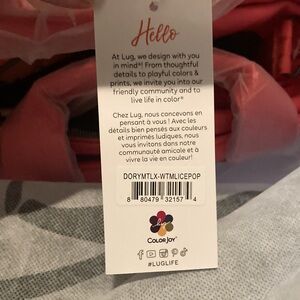 Hello
At Lug, we design with you
in mind®! From thoughtful
details to playful colors &
prints, we invite you into our
friendly community and to
live life in color®
Chez Lug, nous concevons en
pensant à vous ! Avec les
détails bien pensés aux couleurs
et imprimés ludiques, nous
vous invitons dans notre
communauté amicale et à
vivre la vie en couleur!
DORYMTLX-WTMLICEPOP
8 80479 32157 4
lug
COLORJOY
#LUGLIFE